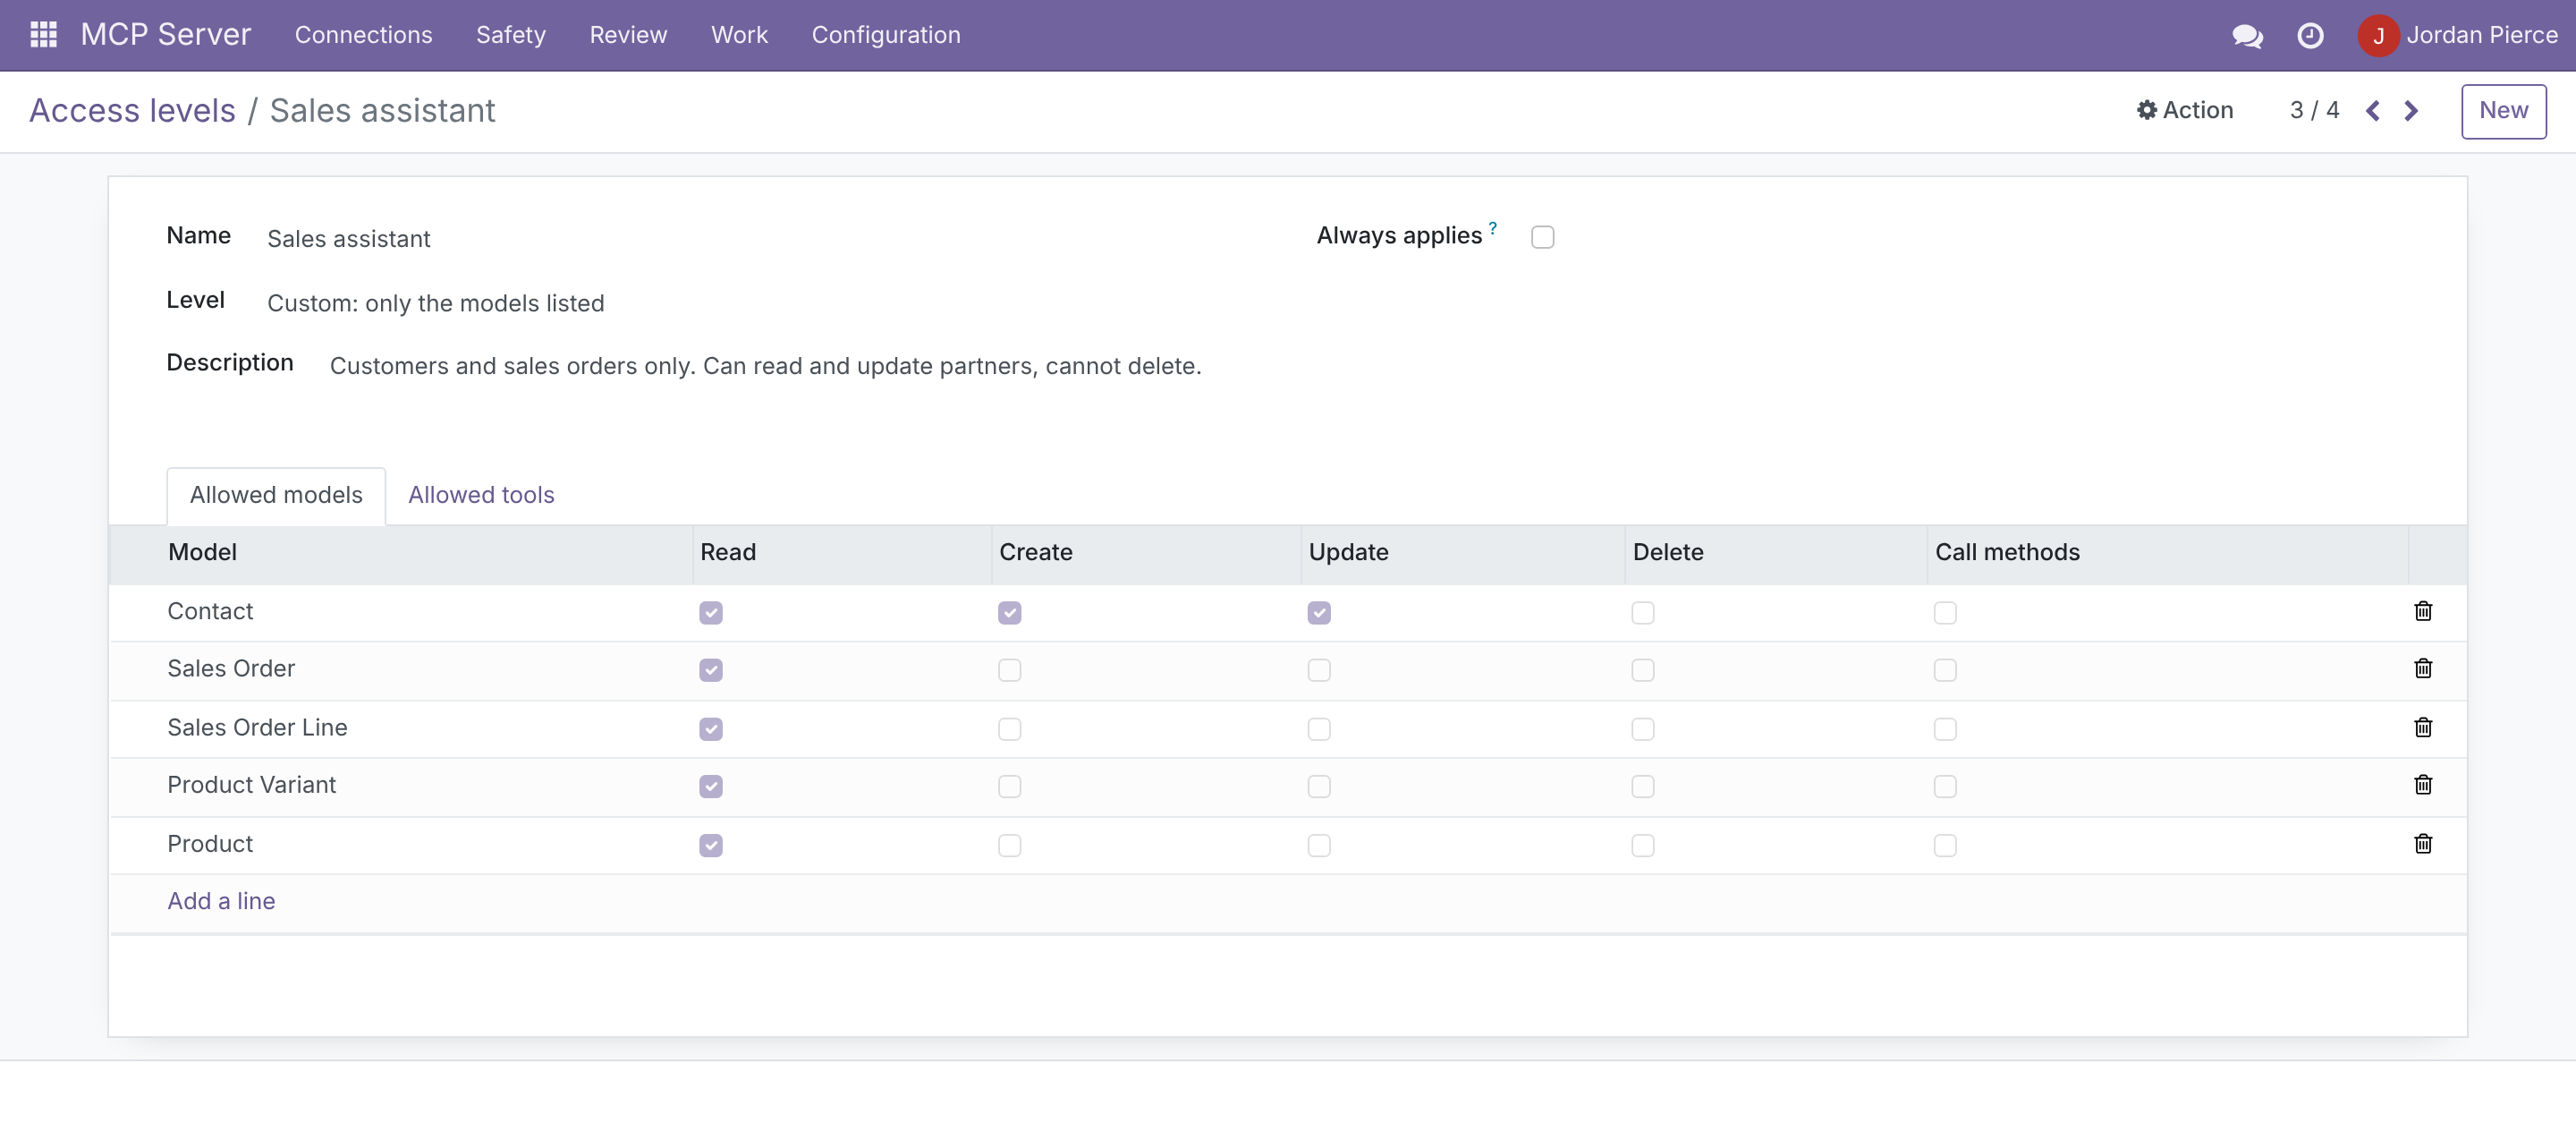 MCP Server Connections Safety Review Work Configuration J Jordan Pierce
Access levels / Sales assistant Action 3 / 4 New
Name Sales assistant Always applies ?
Level Custom: only the models listed
Description Customers and sales orders only. Can read and update partners, cannot delete.
Allowed models Allowed tools
Model Read Create Update Delete Call methods
Contact
Sales Order
Sales Order Line
Product Variant
Product
Add a line